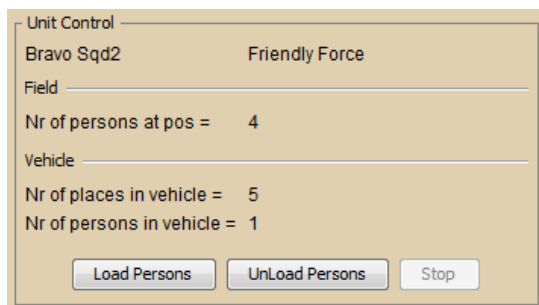 Unit Control
Bravo Sqd2 Friendly Force
Field
Nr of persons at pos = 4
Vehicle
Nr of places in vehicle = 5
Nr of persons in vehicle = 1
Load Persons UnLoad Persons Stop